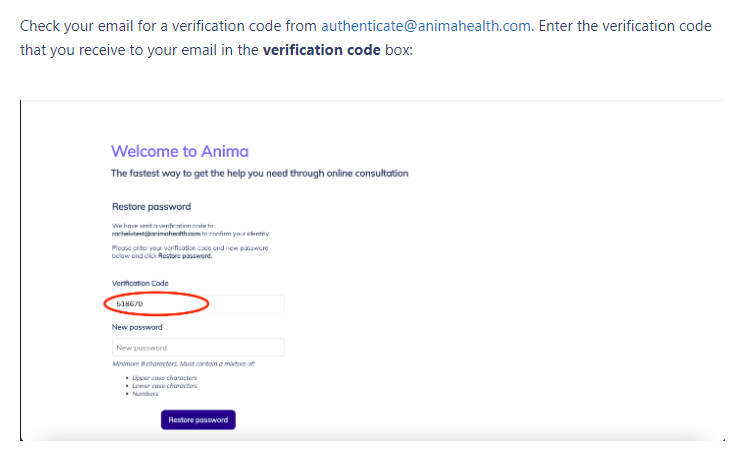 Check your email for a verification code from authenticate@animahealth.com. Enter the verification code
that you receive to your email in the verification code box:
Welcome to Anima
The fastest way to get the help you need through online consultation
Restore password
We have sent a verification code to
rachel+test@animahealth.com to confirm your identity.
Please enter your verification code and new password
below and click Restore password.
Verification Code
518670
New password
New password
Minimum 8 characters. Must contain a mixture of:
• Upper case characters
• Lower case characters
• Numbers
Restore password